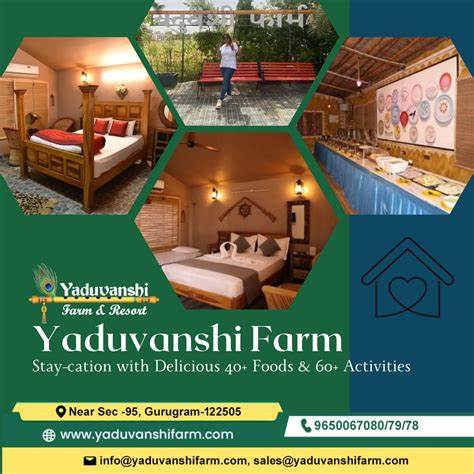 यदुवंशी फार्म
Yaduvanshi
Farm & Resort
Yaduvanshi Farm
Stay-cation with Delicious 40+ Foods & 60+ Activities
Near Sec -95, Gurugram-122505
9650067080/79/78
www.yaduvanshifarm.com
info@yaduvanshifarm.com, sales@yaduvanshifarm.com